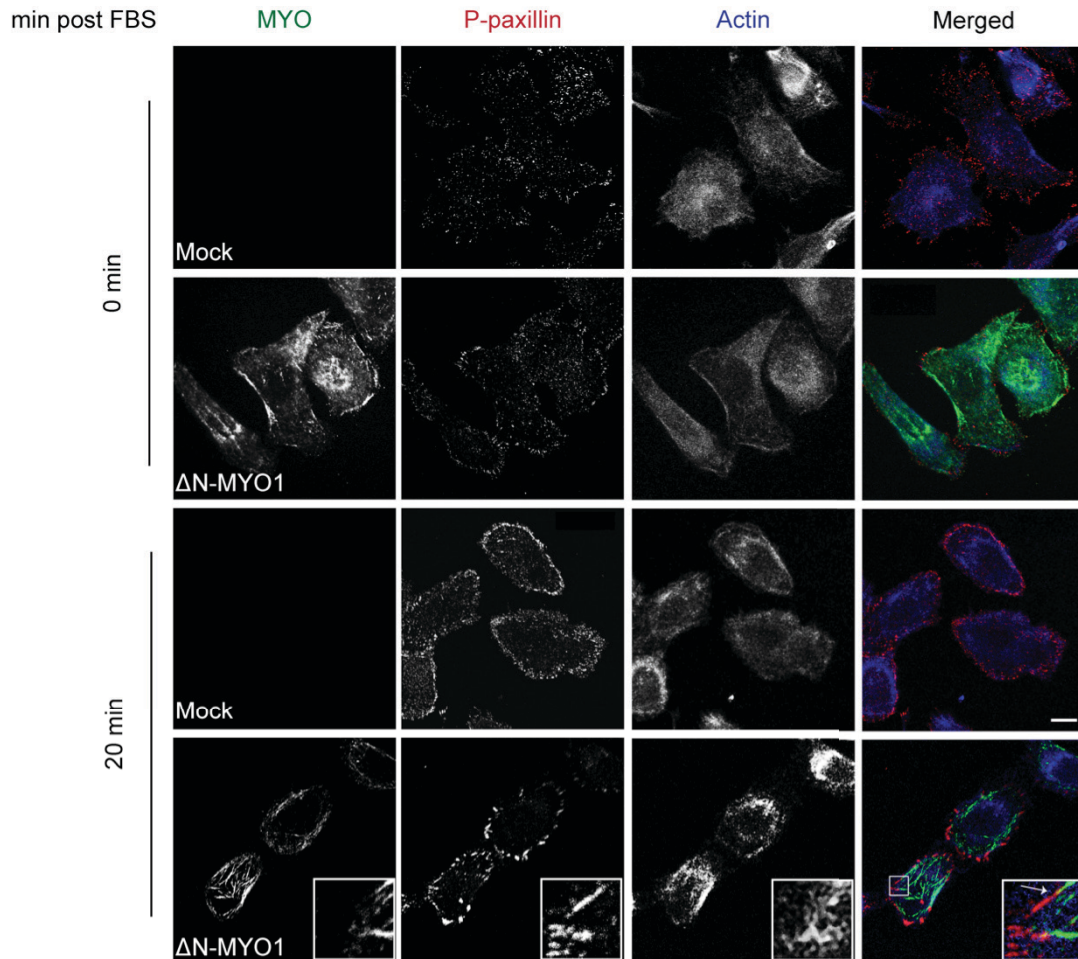 min post FBS MYO P-paxillin Actin Merged
0 min
Mock
ΔN-MYO1
20 min
Mock
ΔN-MYO1